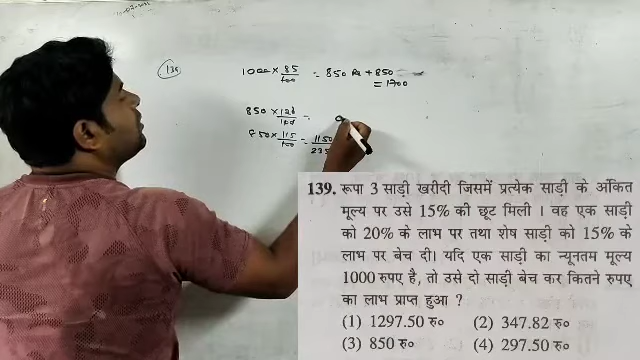 139
1000 × 85/100 = 850 Rs + 850
= 1700
850 × 120/100 =
850 × 115/100 = 1150
235
139. रूपा 3 साड़ी खरीदी जिसमें प्रत्येक साड़ी के अंकित
मूल्य पर उसे 15% की छूट मिली । वह एक साड़ी
को 20% के लाभ पर तथा शेष साड़ी को 15% के
लाभ पर बेच दी। यदि एक साड़ी का न्यूनतम मूल्य
1000 रुपए है, तो उसे दो साड़ी बेच कर कितने रुपए
का लाभ प्राप्त हुआ ?
(1) 1297.50 रु० (2) 347.82 रु०
(3) 850 रु० (4) 297.50 रु०